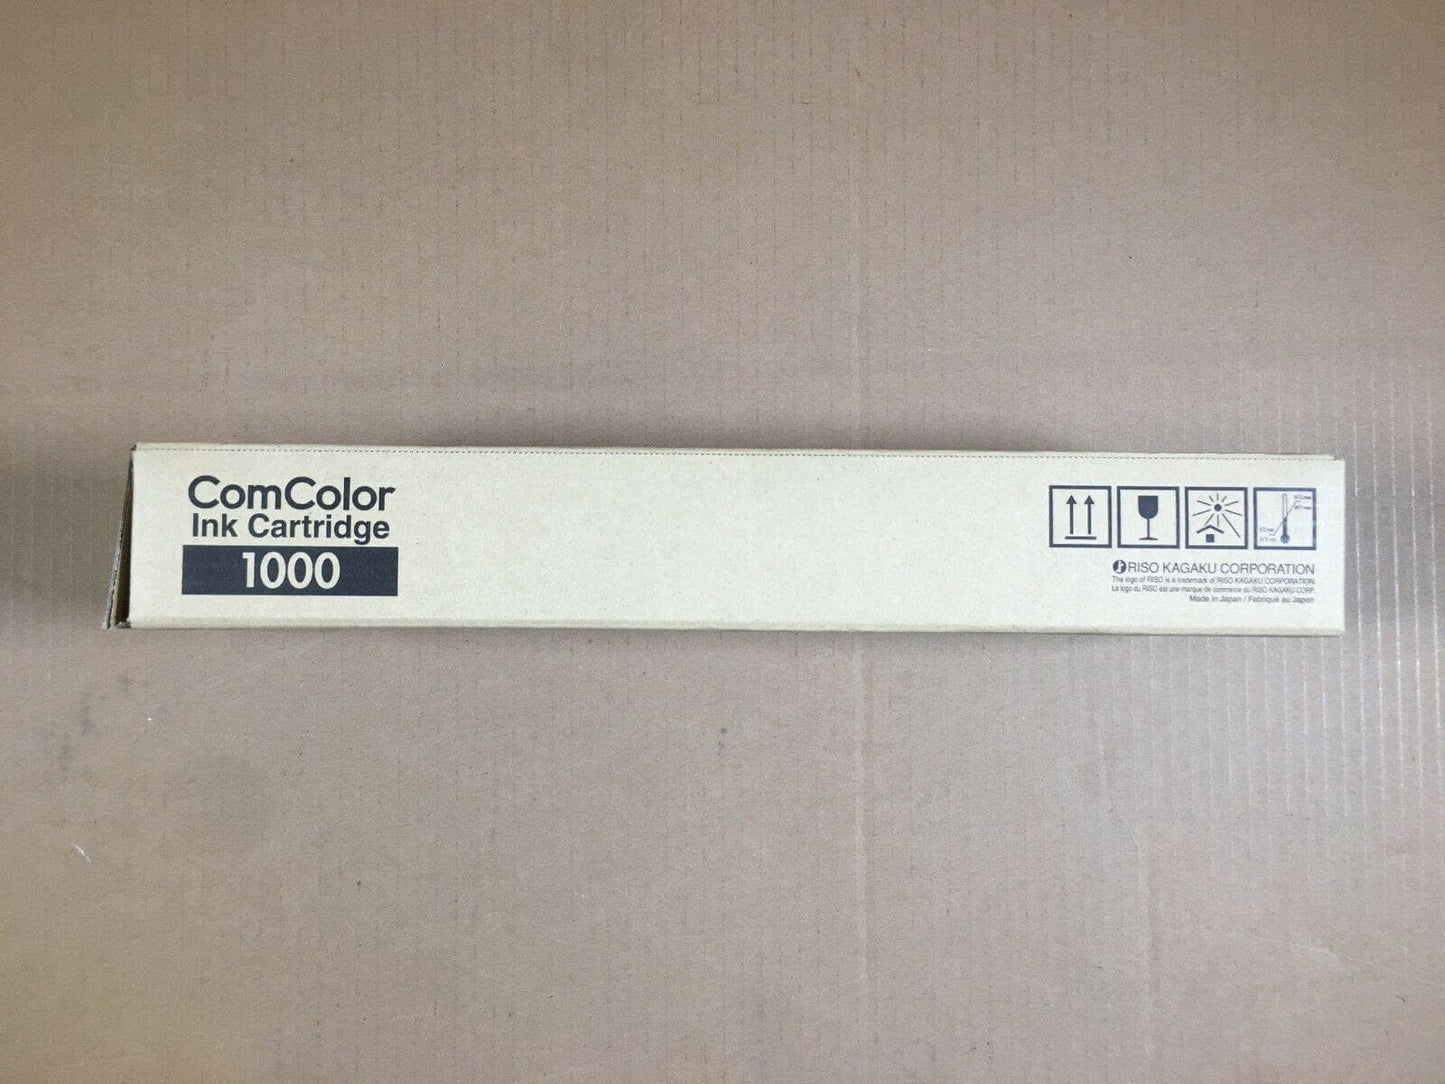 ComColor
Ink Cartridge
1000
RISO KAGAKU CORPORATION
The logo of RISO is a trademark of RISO KAGAKU CORPORATION.
Le logo du RISO est une marque de commerce du RISO KAGAKU CORP.
Made in Japan / Fabriqué au Japon